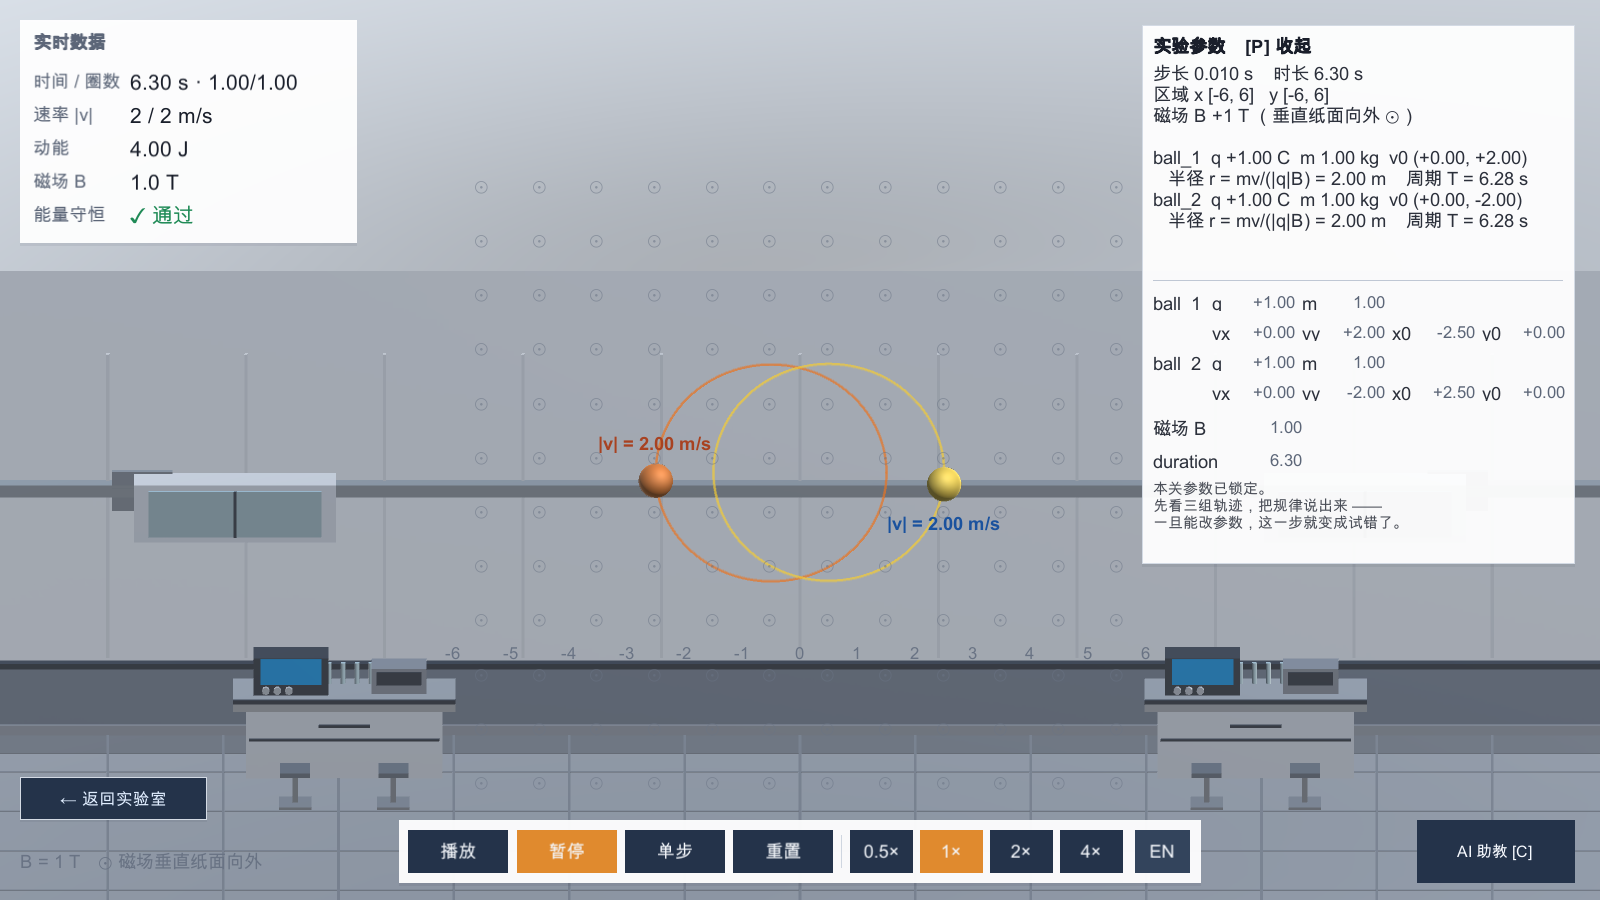 实时数据
时间 / 圈数 6.30 s · 1.00/1.00
速率 |v| 2 / 2 m/s
动能 4.00 J
磁场 B 1.0 T
能量守恒 ✓ 通过
实验参数 [P] 收起
步长 0.010 s 时长 6.30 s
区域 x [-6, 6] y [-6, 6]
磁场 B +1 T ( 垂直纸面向外 ⊙ )
ball_1 q +1.00 C m 1.00 kg v0 (+0.00, +2.00)
半径 r = mv/(|q|B) = 2.00 m 周期 T = 6.28 s
ball_2 q +1.00 C m 1.00 kg v0 (+0.00, -2.00)
半径 r = mv/(|q|B) = 2.00 m 周期 T = 6.28 s
ball 1 q +1.00 m 1.00
vx +0.00 vy +2.00 x0 -2.50 y0 +0.00
ball 2 q +1.00 m 1.00
vx +0.00 vy -2.00 x0 +2.50 y0 +0.00
磁场 B 1.00
duration 6.30
本关参数已锁定。
先看三组轨迹，把规律说出来 ——
一旦能改参数，这一步就变成试错了。
|v| = 2.00 m/s
|v| = 2.00 m/s
-6 -5 -4 -3 -2 -1 0 1 2 3 4 5 6
← 返回实验室
B = 1 T ⊙ 磁场垂直纸面向外
播放 暂停 单步 重置 0.5× 1× 2× 4× EN
AI 助教 [C]